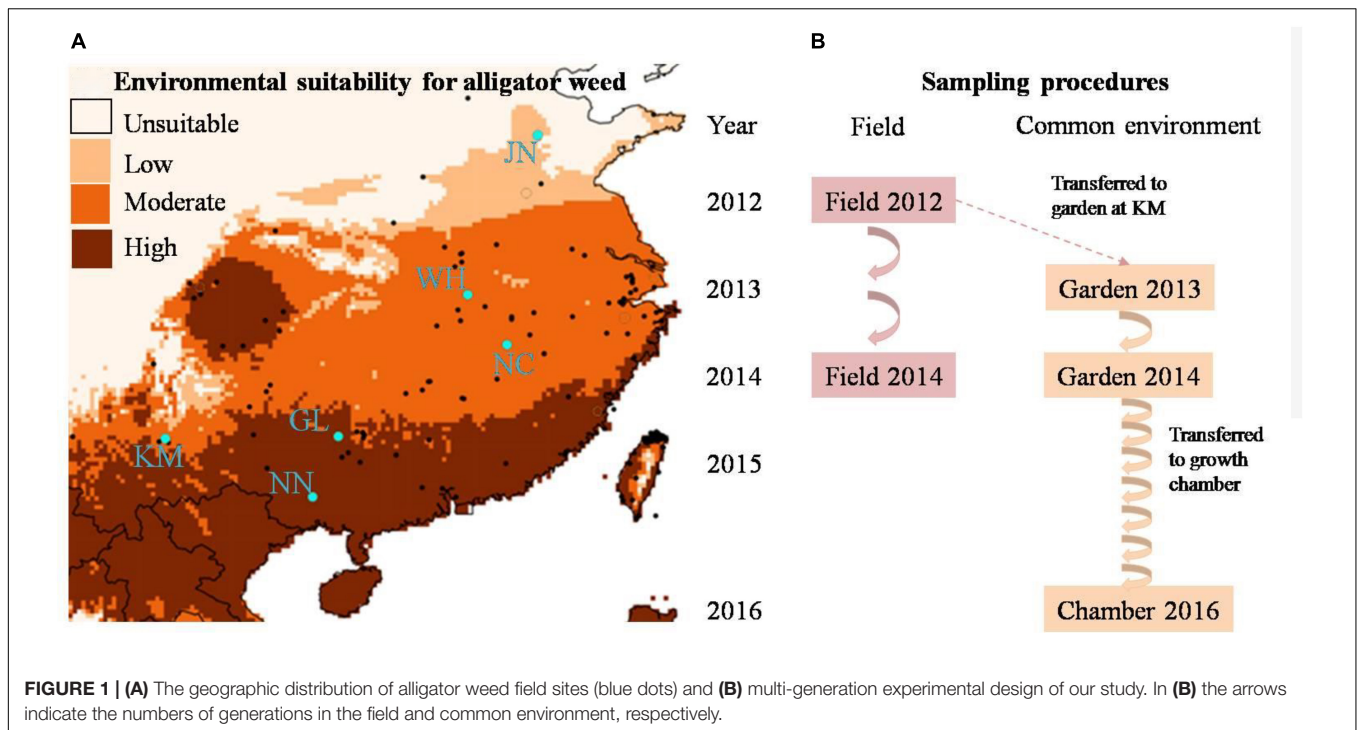 A
B
Environmental suitability for alligator weed
Unsuitable
Low
Moderate
High
JN
WH
NC
GL
KM
NN
Sampling procedures
Year
Field
Common environment
2012
Field 2012
Transferred to
garden at KM
2013
Garden 2013
2014
Field 2014
Garden 2014
2015
Transferred
to growth
chamber
2016
Chamber 2016
FIGURE 1 | (A) The geographic distribution of alligator weed field sites (blue dots) and (B) multi-generation experimental design of our study. In (B) the arrows
indicate the numbers of generations in the field and common environment, respectively.